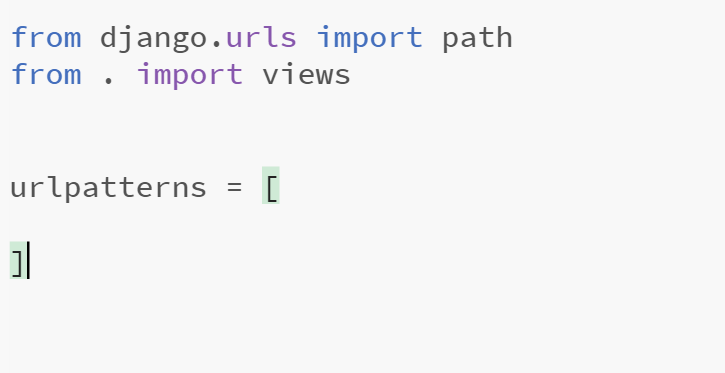 from django.urls import path
from . import views
urlpatterns = [
]